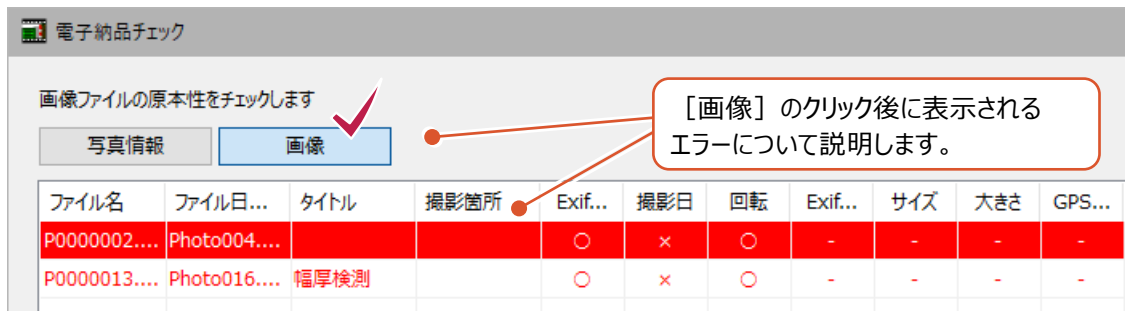 電子納品チェック
画像ファイルの原本性をチェックします
[画像] のクリック後に表示される
エラーについて説明します。
写真情報 画像
ファイル名 ファイル日... タイトル 撮影箇所 Exif... 撮影日 回転 Exif... サイズ 大きさ GPS...
P0000002.... Photo004.... ○ × ○ - - - -
P0000013.... Photo016.... 幅厚検測 ○ × ○ - - - -